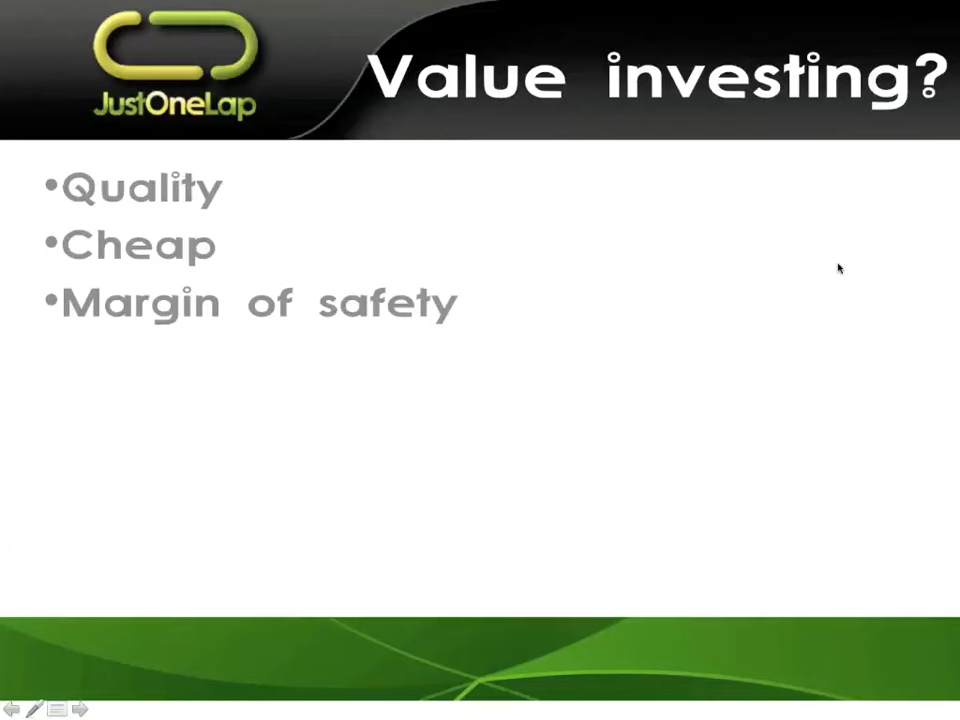 JustOneLap
Value investing?
•Quality
•Cheap
•Margin of safety